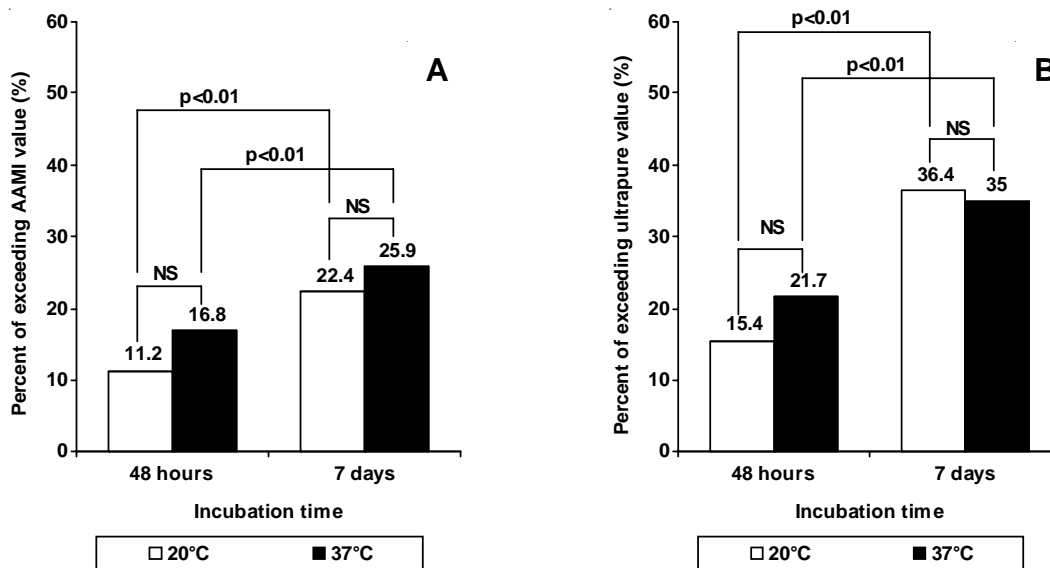 A
Percent of exceeding AAMI value (%)
60
50
40
30
20
10
0
p<0.01
p<0.01
NS
NS
11.2
16.8
22.4
25.9
48 hours
7 days
Incubation time
20°C
37°C
B
Percent of exceeding ultrapure value (%)
60
50
40
30
20
10
0
p<0.01
p<0.01
NS
NS
15.4
21.7
36.4
35
48 hours
7 days
Incubation time
20°C
37°C